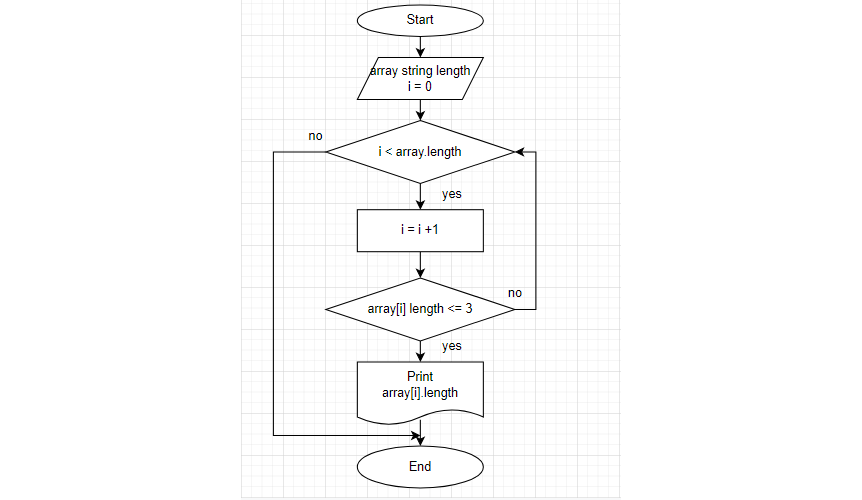 Start
array string length
i = 0
no
i < array.length
yes
i = i +1
no
array[i] length <= 3
yes
Print
array[i].length
End